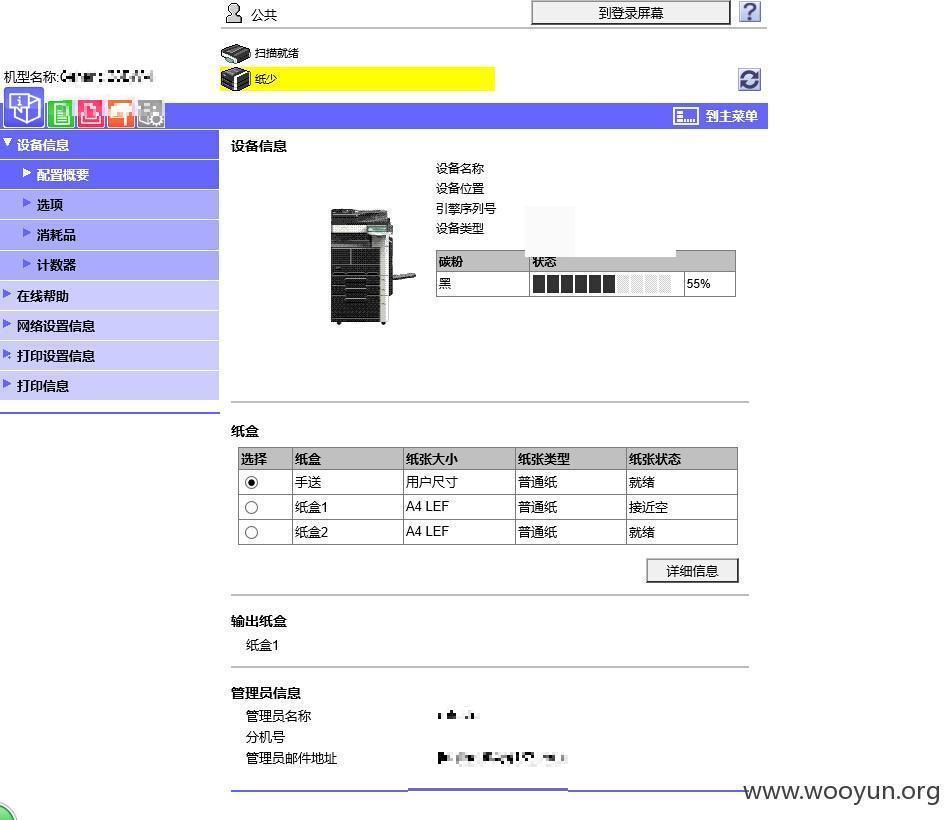 公共
到登录屏幕
?
扫描就绪
纸少
机型名称:
到主菜单
设备信息
配置概要
选项
消耗品
计数器
在线帮助
网络设置信息
打印设置信息
打印信息
设备信息
设备名称
设备位置
引擎序列号
设备类型
碳粉 状态
黑 55%
纸盒
选择 纸盒 纸张大小 纸张类型 纸张状态
手送 用户尺寸 普通纸 就绪
纸盒1 A4 LEF 普通纸 接近空
纸盒2 A4 LEF 普通纸 就绪
详细信息
输出纸盒
纸盒1
管理员信息
管理员名称
分机号
管理员邮件地址
www.wooyun.org